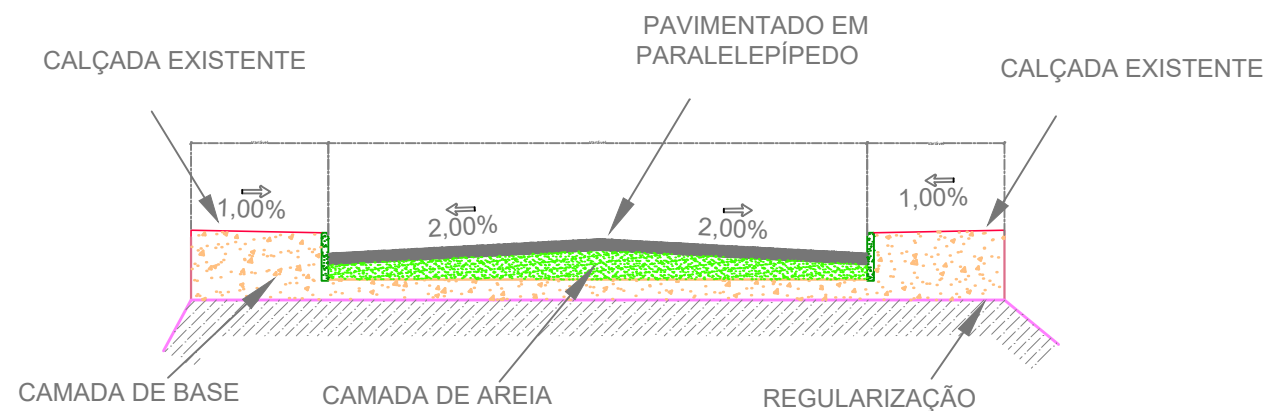 PAVIMENTADO EM
PARALELEPÍPEDO
CALÇADA EXISTENTE
CALÇADA EXISTENTE
1,00%
2,00%
2,00%
1,00%
CAMADA DE BASE
CAMADA DE AREIA
REGULARIZAÇÃO